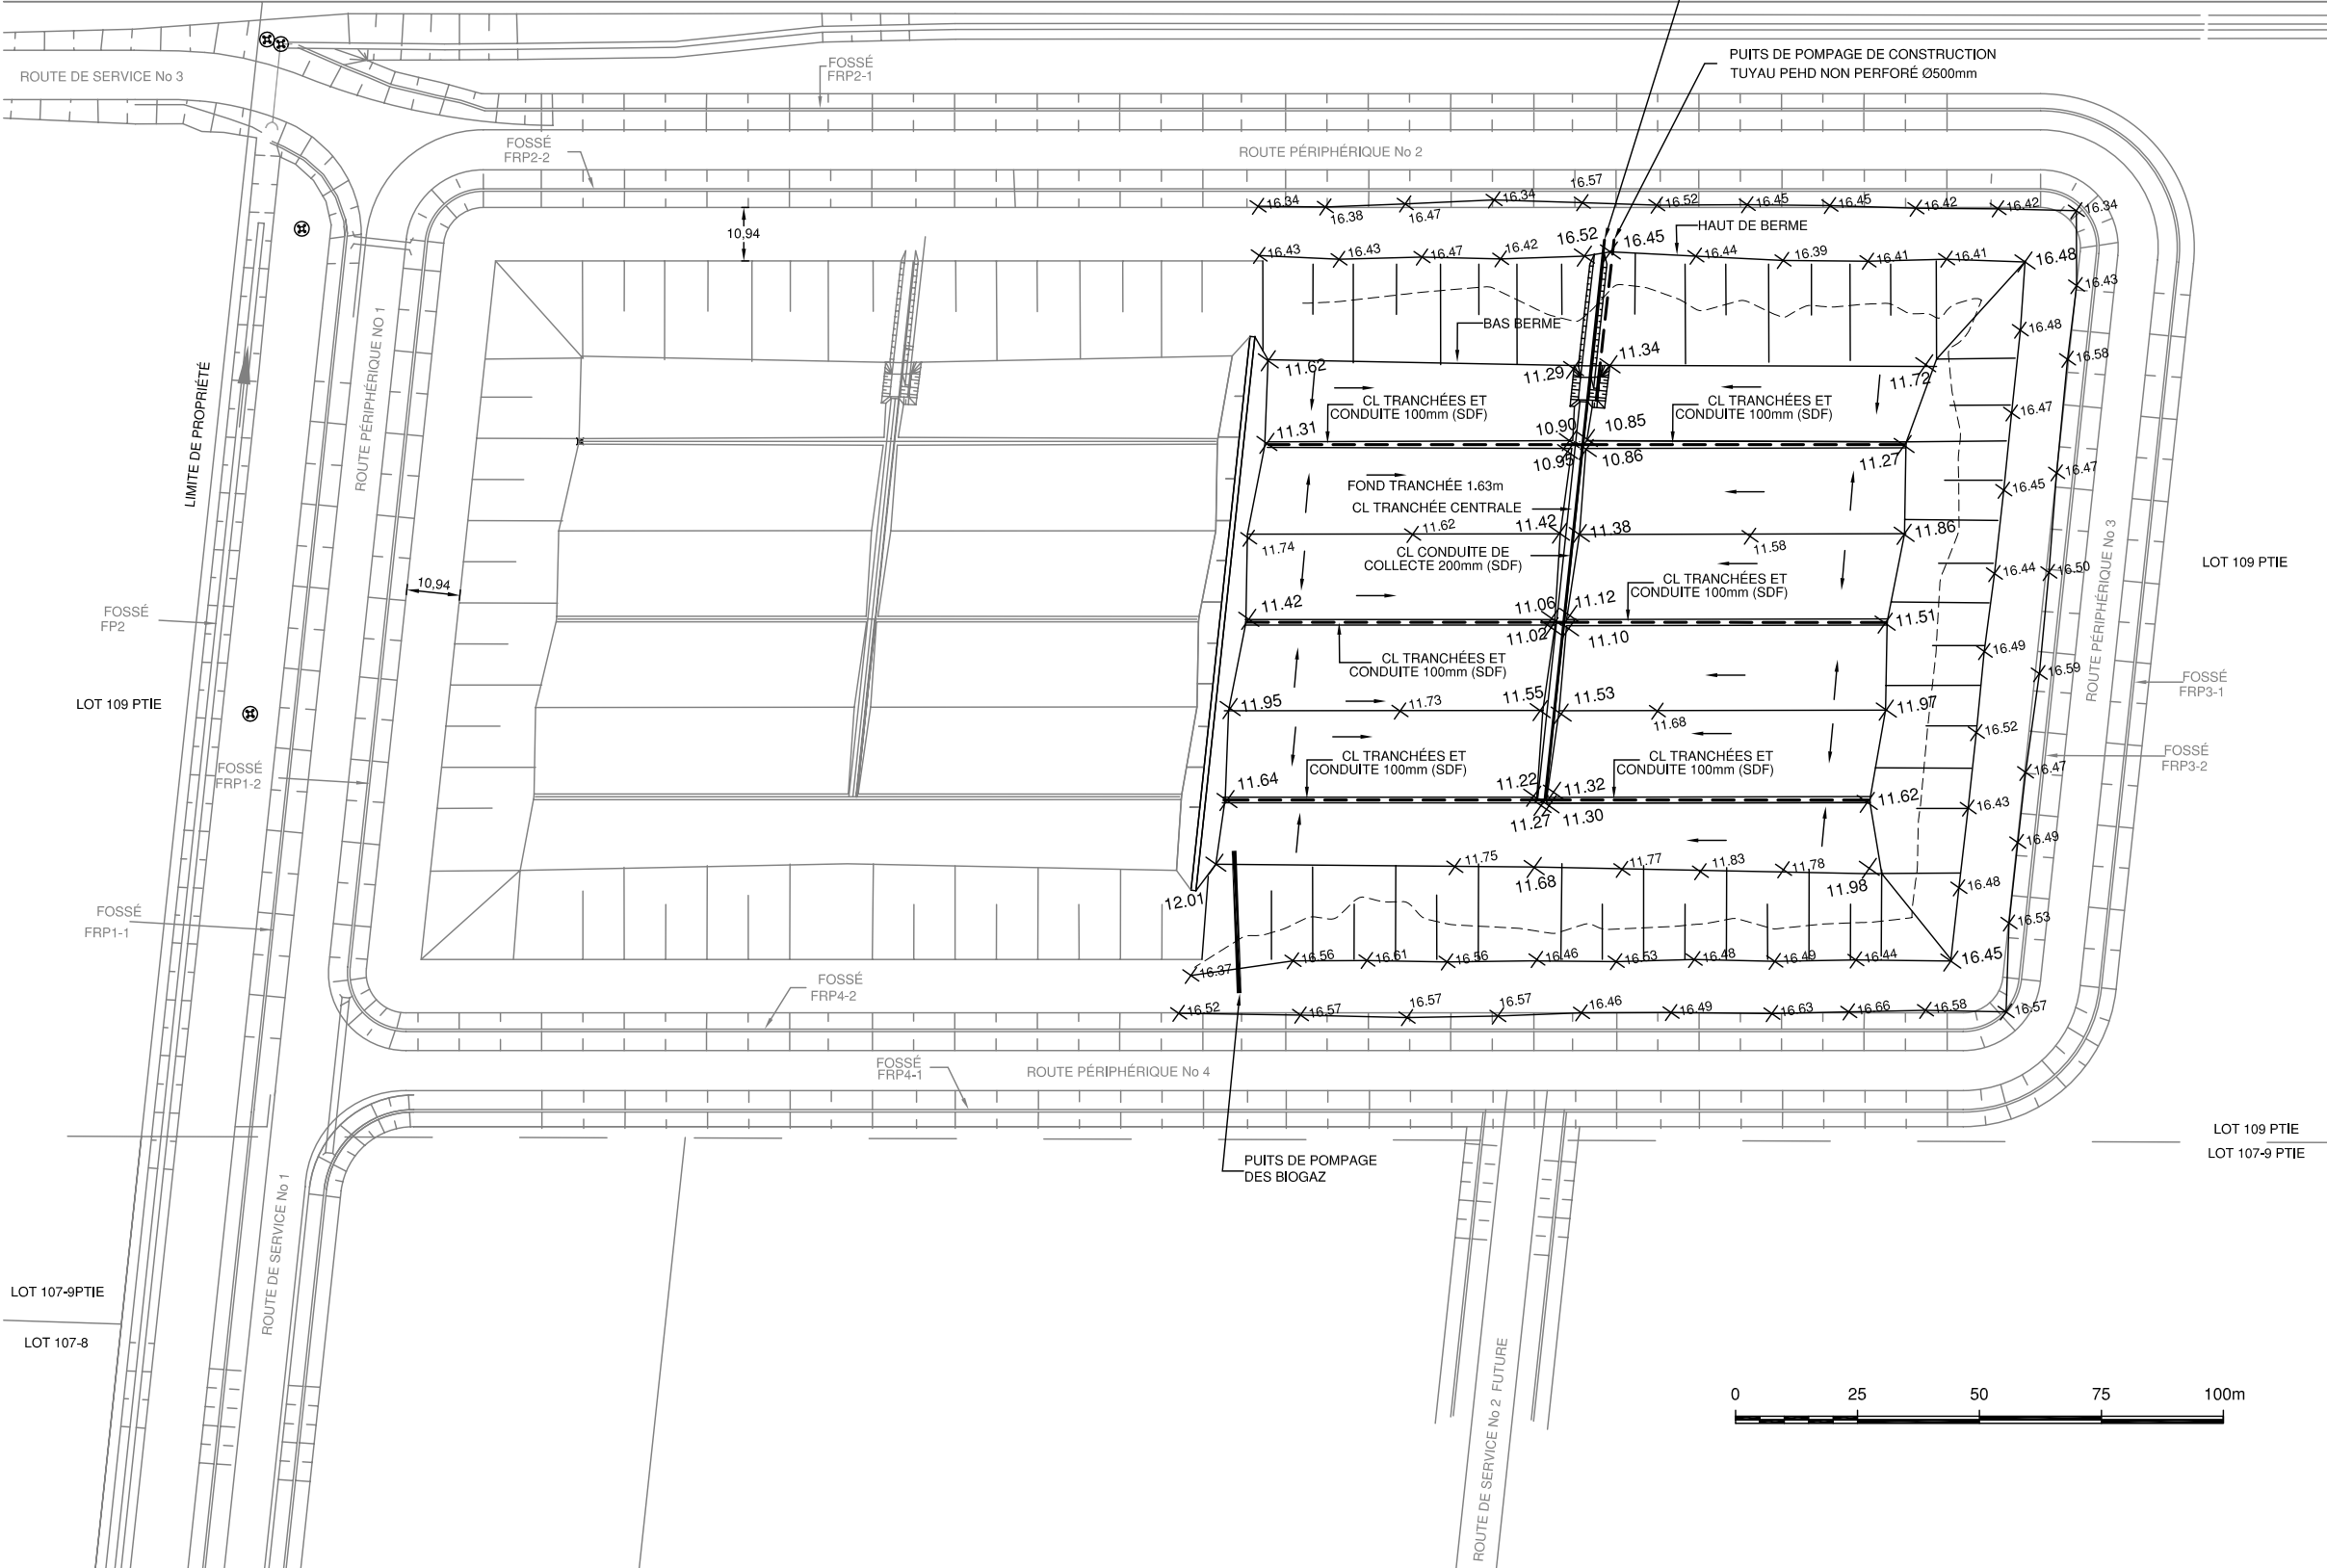 PUITS DE POMPAGE DE CONSTRUCTION
TUYAU PEHD NON PERFORÉ Ø500mm
ROUTE DE SERVICE No 3
FOSSÉ
FRP2-1
FOSSÉ
FRP2-2
ROUTE PÉRIPHÉRIQUE No 2
16.34
16.38
16.47
16.34
16.57
16.52
16.45
16.45
16.42
16.42
16.34
10,94
HAUT DE BERME
16.43
16.43
16.47
16.42
16.52
16.45
16.44
16.39
16.41
16.41
16.48
16.43
16.48
BAS BERME
16.58
11.62
11.29
11.34
11.72
CL TRANCHÉES ET
CONDUITE 100mm (SDF)
CL TRANCHÉES ET
CONDUITE 100mm (SDF)
16.47
11.31
10.90
10.85
10.95
10.86
11.27
16.47
16.45
FOND TRANCHÉE 1.63m
CL TRANCHÉE CENTRALE
11.74
11.62
11.42
11.38
11.58
11.86
CL CONDUITE DE
COLLECTE 200mm (SDF)
16.44
16.50
LOT 109 PTIE
CL TRANCHÉES ET
CONDUITE 100mm (SDF)
LIMITE DE PROPRIÉTÉ
ROUTE PÉRIPHÉRIQUE NO 1
10,94
FOSSÉ
FP2
11.42
11.06
11.12
11.02
11.10
11.51
16.49
CL TRANCHÉES ET
CONDUITE 100mm (SDF)
16.59
ROUTE PÉRIPHÉRIQUE No 3
FOSSÉ
FRP3-1
LOT 109 PTIE
11.95
11.73
11.55
11.53
11.68
11.97
16.52
FOSSÉ
FRP3-2
CL TRANCHÉES ET
CONDUITE 100mm (SDF)
CL TRANCHÉES ET
CONDUITE 100mm (SDF)
FOSSÉ
FRP1-2
16.47
11.64
11.22
11.32
11.27
11.30
11.62
16.43
16.49
11.75
11.68
11.77
11.83
11.78
11.98
16.48
12.01
FOSSÉ
FRP1-1
16.53
16.37
16.56
16.61
16.56
16.46
16.53
16.48
16.49
16.44
16.45
FOSSÉ
FRP4-2
16.52
16.57
16.57
16.57
16.46
16.49
16.63
16.66
16.58
16.57
FOSSÉ
FRP4-1
ROUTE PÉRIPHÉRIQUE No 4
LOT 109 PTIE
LOT 107-9 PTIE
PUITS DE POMPAGE
DES BIOGAZ
ROUTE DE SERVICE No 1
LOT 107-9PTIE
LOT 107-8
ROUTE DE SERVICE No 2 FUTURE
0 25 50 75 100m